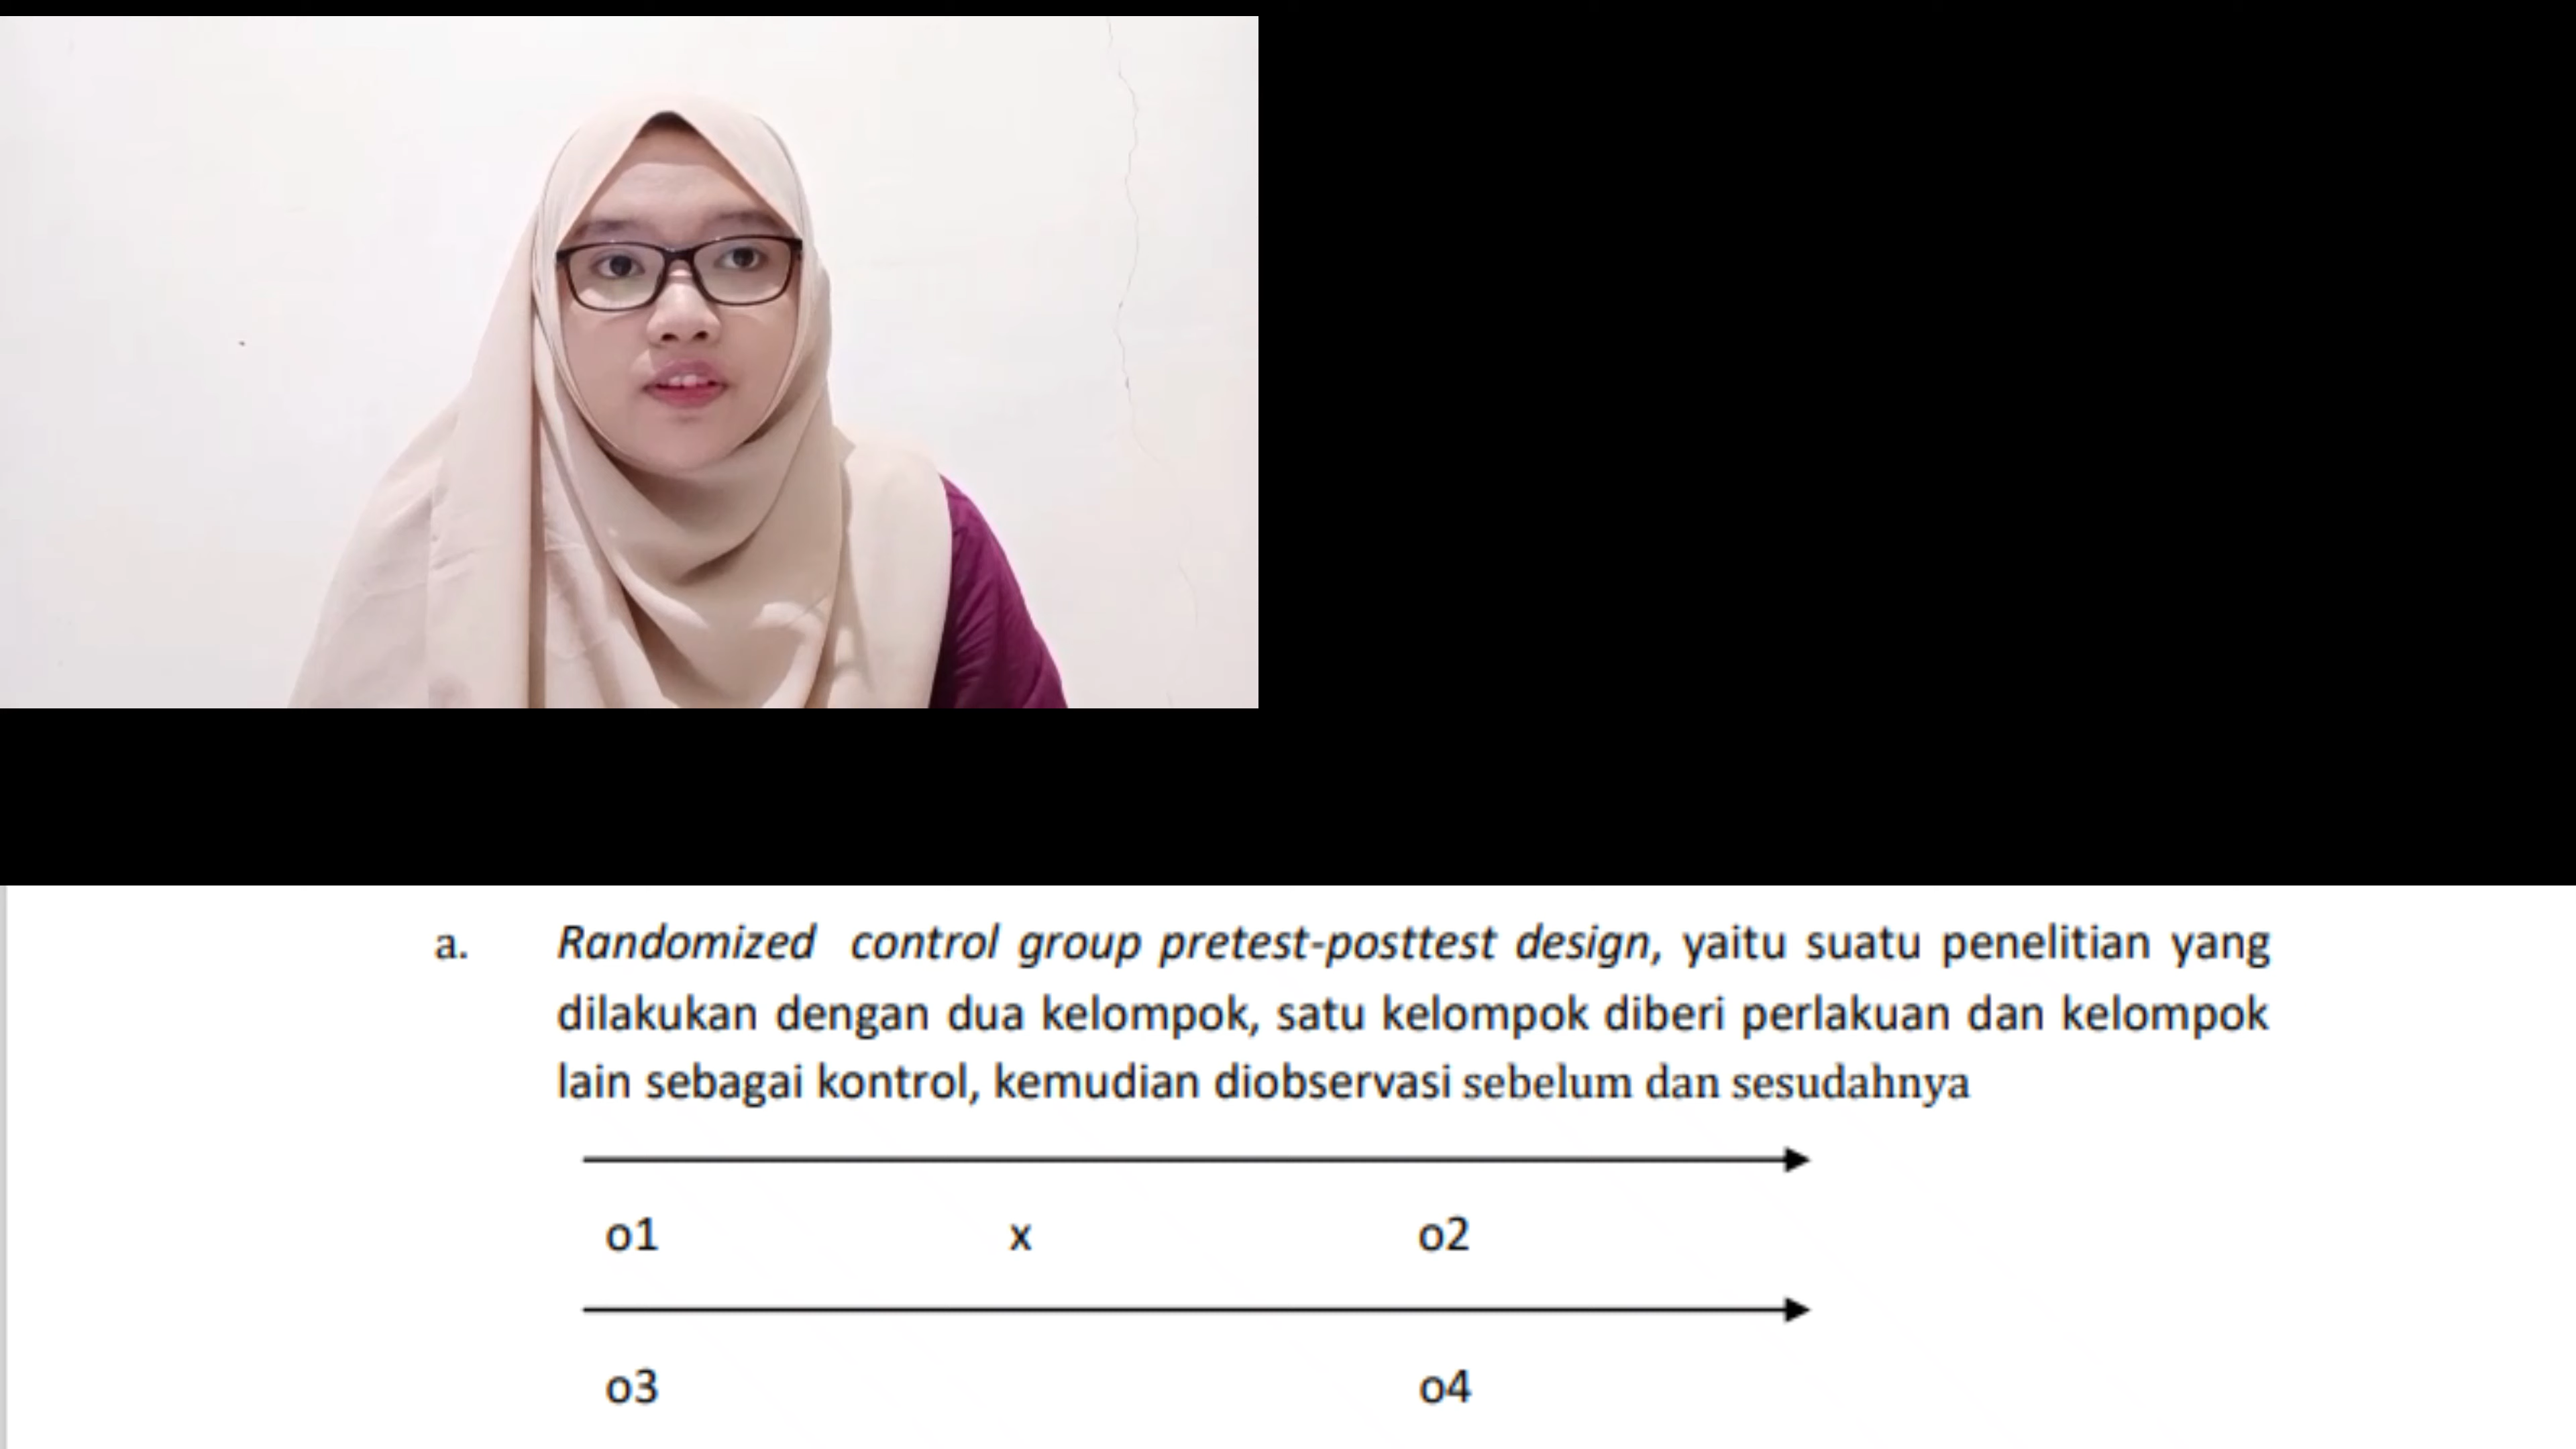 a. Randomized control group pretest-posttest design, yaitu suatu penelitian yang
dilakukan dengan dua kelompok, satu kelompok diberi perlakuan dan kelompok
lain sebagai kontrol, kemudian diobservasi sebelum dan sesudahnya
o1 x o2
o3 o4